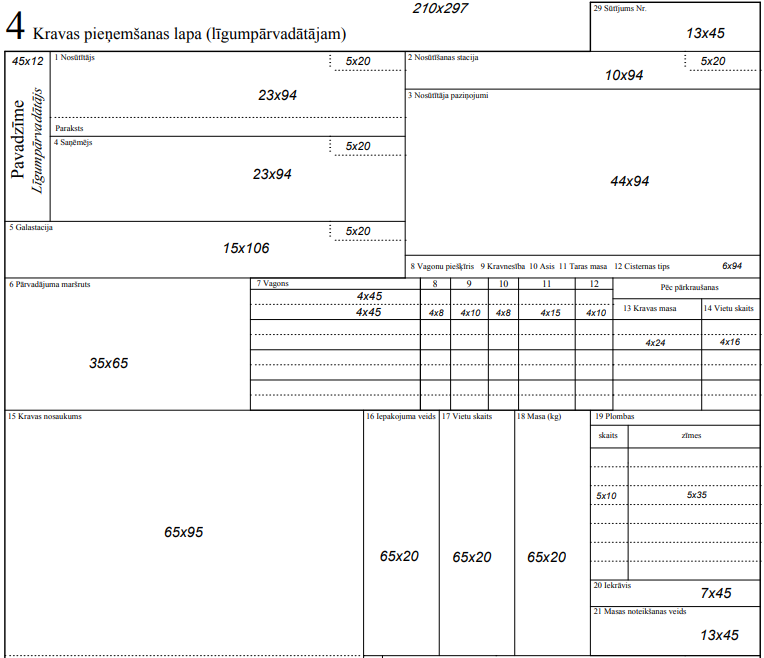 210x297
4 Kravas pieņemšanas lapa (līgumpārvadātājam)
29 Sūtījums Nr.
13x45
45x12
Pavadzīme
Līgumpārvadātājs
1 Nosūtītājs
5x20
23x94
Paraksts
2 Nosūtīšanas stacija
5x20
10x94
3 Nosūtītāja paziņojumi
44x94
4 Saņēmējs
5x20
23x94
5 Galastacija
5x20
15x106
8 Vagonu piešķīris 9 Kravnesība 10 Asis 11 Taras masa 12 Cisternas tips 6x94
6 Pārvadājuma maršruts
35x65
7 Vagons 8 9 10 11 12
Pēc pārkraušanas
4x45
13 Kravas masa 14 Vietu skaits
4x45 4x8 4x10 4x8 4x15 4x10
4x24 4x16
15 Kravas nosaukums
65x95
16 Iepakojuma veids
65x20
17 Vietu skaits
65x20
18 Masa (kg)
65x20
19 Plombas
skaits zīmes
5x10 5x35
20 Iekrāvis
7x45
21 Masas noteikšanas veids
13x45